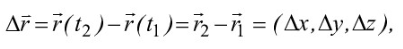 Δr⃗ = r⃗(t₂) − r⃗(t₁) = r⃗₂ − r⃗₁ = (Δx, Δy, Δz),